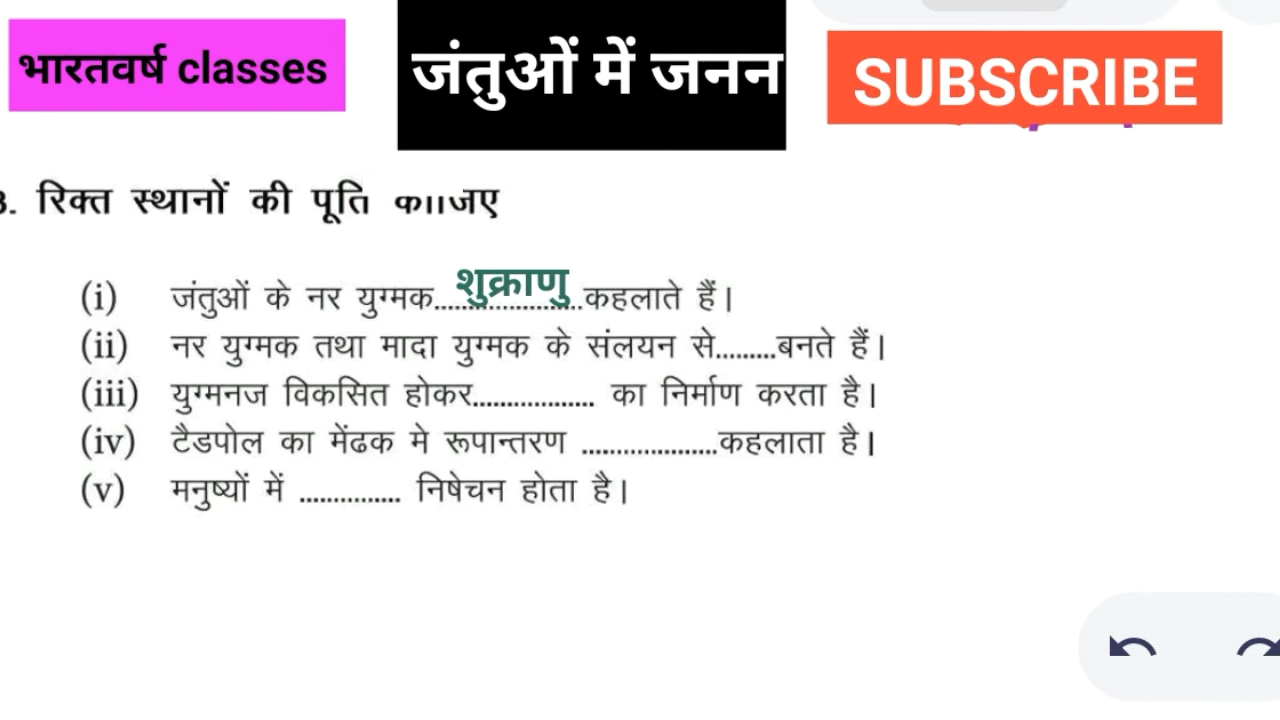 भारतवर्ष classes
जंतुओं में जनन
SUBSCRIBE
3. रिक्त स्थानों की पूर्ति
(i) जंतुओं के नर युग्मक......................कहलाते हैं।
शुक्राणु
(ii) नर युग्मक तथा मादा युग्मक के संलयन से.........बनते हैं।
(iii) युग्मनज विकसित होकर.................. का निर्माण करता है।
(iv) टैडपोल का मेंढक मे रूपान्तरण ....................कहलाता है।
(v) मनुष्यों में ............... निषेचन होता है।